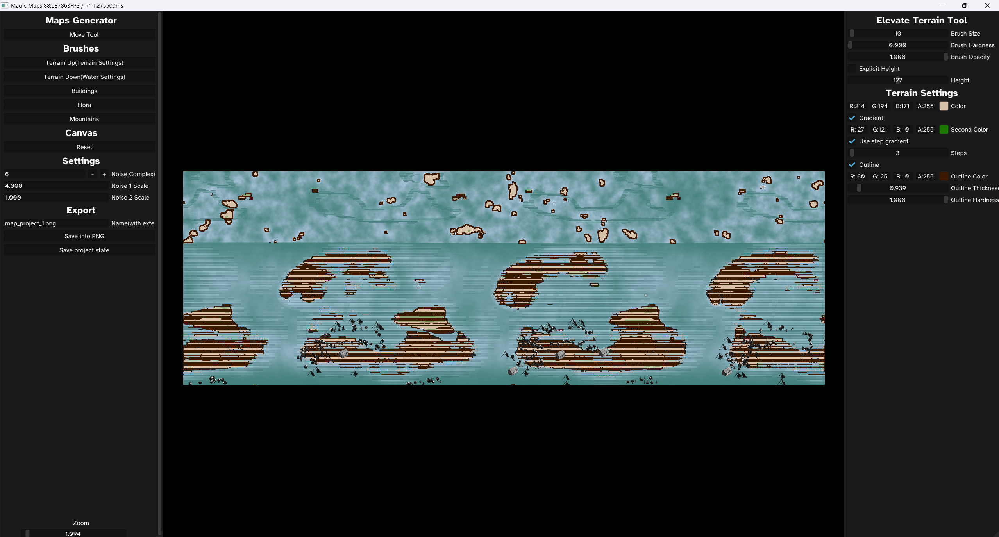 Magic Maps 88.687863FPS / +11.275500ms
Maps Generator
Move Tool
Brushes
Terrain Up(Terrain Settings)
Terrain Down(Water Settings)
Buildings
Flora
Mountains
Canvas
Reset
Settings
6 - + Noise Complexi
4.000 Noise 1 Scale
1.000 Noise 2 Scale
Export
map_project_1.png Name(with exter
Save into PNG
Save project state
Zoom
1.094
Elevate Terrain Tool
10 Brush Size
0.000 Brush Hardness
1.000 Brush Opacity
Explicit Height
127 Height
Terrain Settings
R:214 G:194 B:171 A:255 Color
Gradient
R: 27 G:121 B: 0 A:255 Second Color
Use step gradient
3 Steps
Outline
R: 60 G: 25 B: 0 A:255 Outline Color
0.939 Outline Thicknes
1.000 Outline Hardness